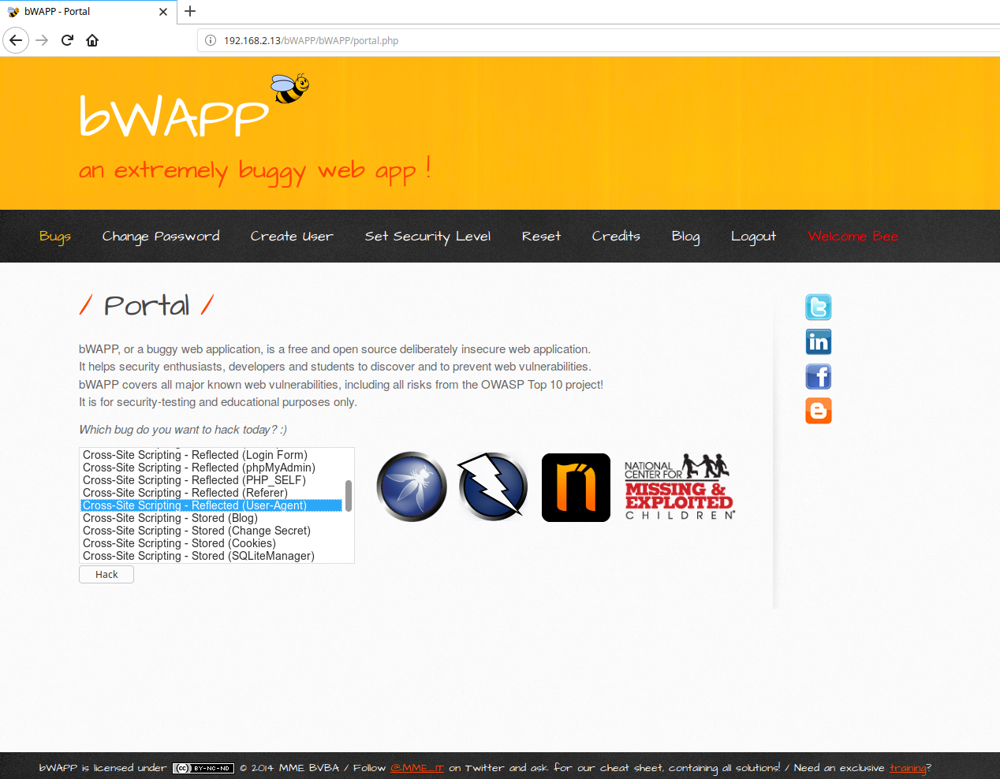 bWAPP - Portal
192.168.2.13/bWAPP/bWAPP/portal.php
bWAPP
an extremely buggy web app !
Bugs Change Password Create User Set Security Level Reset Credits Blog Logout Welcome Bee
/ Portal /
bWAPP, or a buggy web application, is a free and open source deliberately insecure web application.
It helps security enthusiasts, developers and students to discover and to prevent web vulnerabilities.
bWAPP covers all major known web vulnerabilities, including all risks from the OWASP Top 10 project!
It is for security-testing and educational purposes only.
Which bug do you want to hack today? :)
Cross-Site Scripting - Reflected (Login Form)
Cross-Site Scripting - Reflected (phpMyAdmin)
Cross-Site Scripting - Reflected (PHP_SELF)
Cross-Site Scripting - Reflected (Referer)
Cross-Site Scripting - Reflected (User-Agent)
Cross-Site Scripting - Stored (Blog)
Cross-Site Scripting - Stored (Change Secret)
Cross-Site Scripting - Stored (Cookies)
Cross-Site Scripting - Stored (SQLiteManager)
Hack
NATIONAL
CENTER FOR
MISSING &
EXPLOITED
CHILDREN®
bWAPP is licensed under (cc) BY-NC-ND © 2014 MME BVBA / Follow @MME_IT on Twitter and ask for our cheat sheet, containing all solutions! / Need an exclusive training?